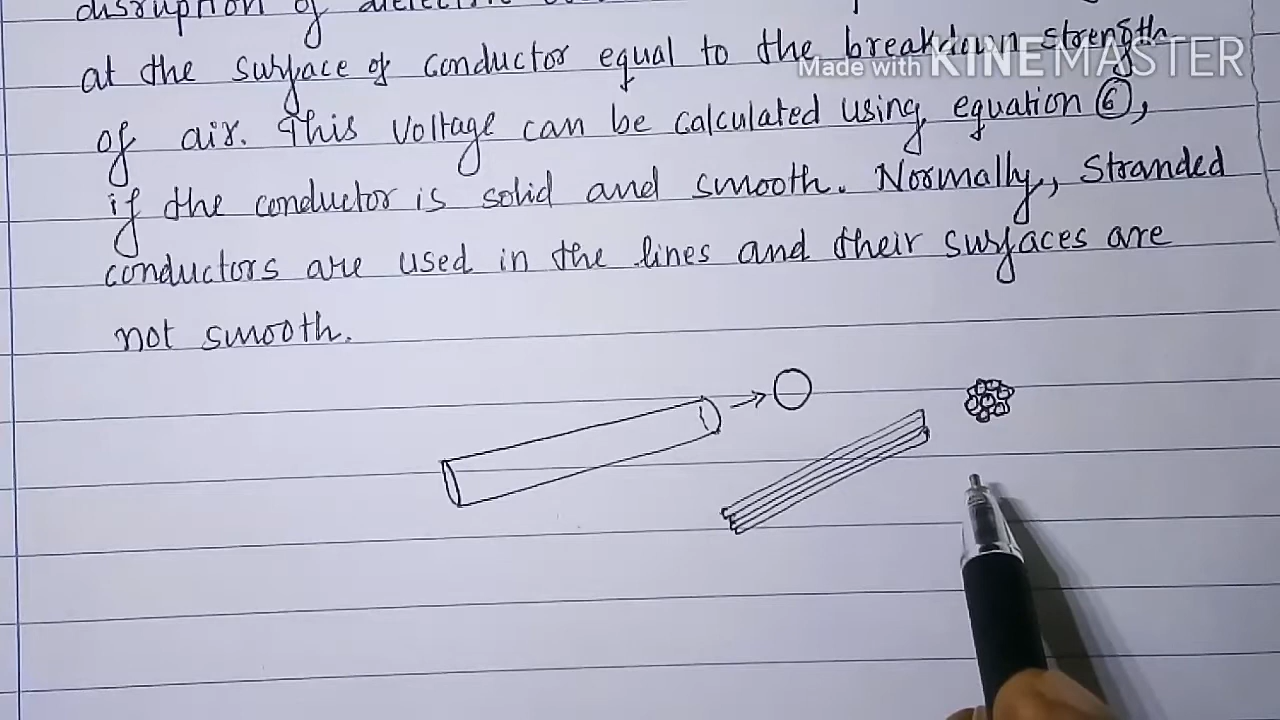 disruption of
at the surface of conductor equal to the breakdown strength
Made with KINEMASTER
of air. This voltage can be calculated using equation ⑥,
if the conductor is solid and smooth. Normally, stranded
conductors are used in the lines and their surfaces are
not smooth.